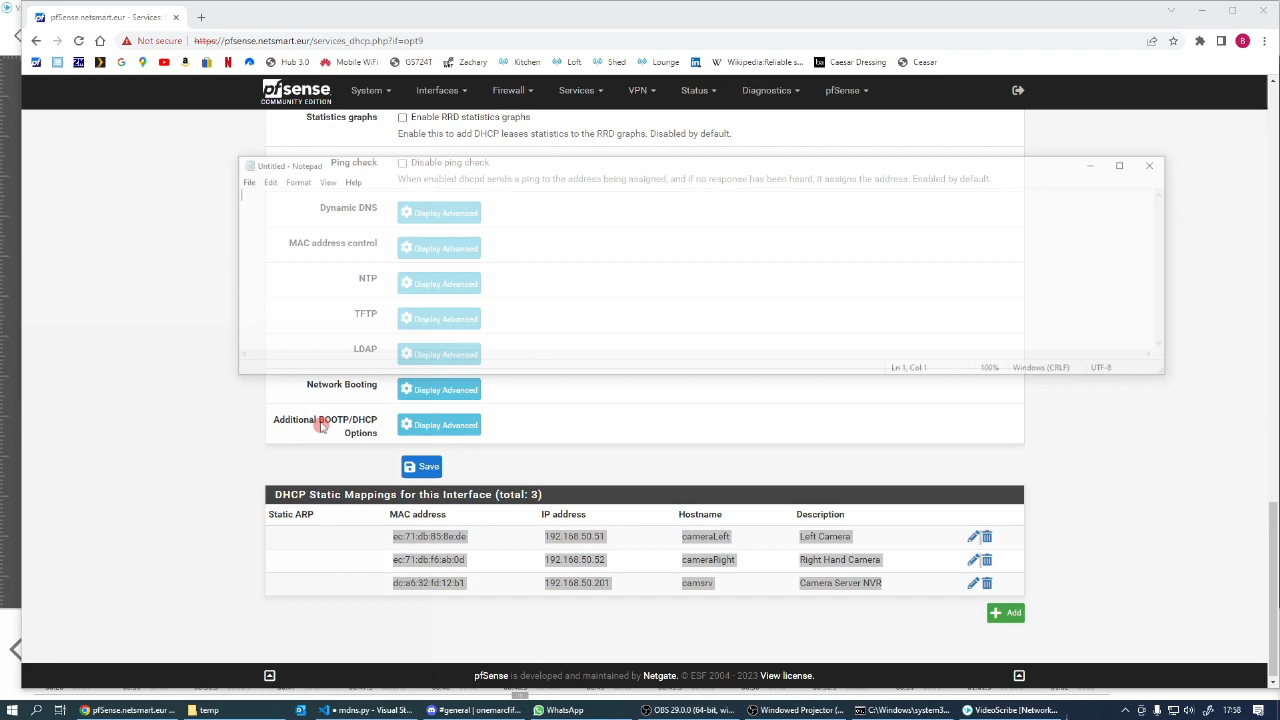 pfSense.netsmart.eur - Services:
Not secure https://pfsense.netsmart.eur/services_dhcp.php?if=opt9
B
Hub 3.0 Mobile WiFi GS724T Zachary Kitchen Loft Shed Lounge Wikipedia:Reliable s... Caesar Dressing Ceasar
pfsense
COMMUNITY EDITION
System Interfaces Firewall Services VPN Status Diagnostics pfSense
Statistics graphs Enable RRD statistics graphs
Enable this to add DHCP leases statistics to the RRD graphs. Disabled by default.
Untitled - Notepad
Ping check Disable ping check
When enabled dhcpd sends a ping to the address being assigned, and if no response has been heard, it assigns the address. Enabled by default.
File Edit Format View Help
Dynamic DNS Display Advanced
MAC address control Display Advanced
NTP Display Advanced
TFTP Display Advanced
LDAP Display Advanced
Ln 1, Col 1 100% Windows (CRLF) UTF-8
Network Booting Display Advanced
Additional BOOTP/DHCP
Options
Display Advanced
Save
DHCP Static Mappings for this Interface (total: 3)
Static ARP MAC address IP address Hostname Description
ec:71:db:85:8a:de 192.168.50.51 cameraLeft Left Camera
ec:71:db:f6:ab:0d 192.168.50.52 cameraRight Right Hand Camera
dc:a6:32:fd:12:b1 192.168.50.201 camsrv Camera Server NVR
Add
pfSense is developed and maintained by Netgate. © ESF 2004 - 2023 View license.
pfSense.netsmart.eur ... temp mdns.py - Visual St... #general | onemarcfif... WhatsApp OBS 29.0.0 (64-bit, w... Windowed Projector (... C:\Windows\system3... VideoScribe [Network... 17:58